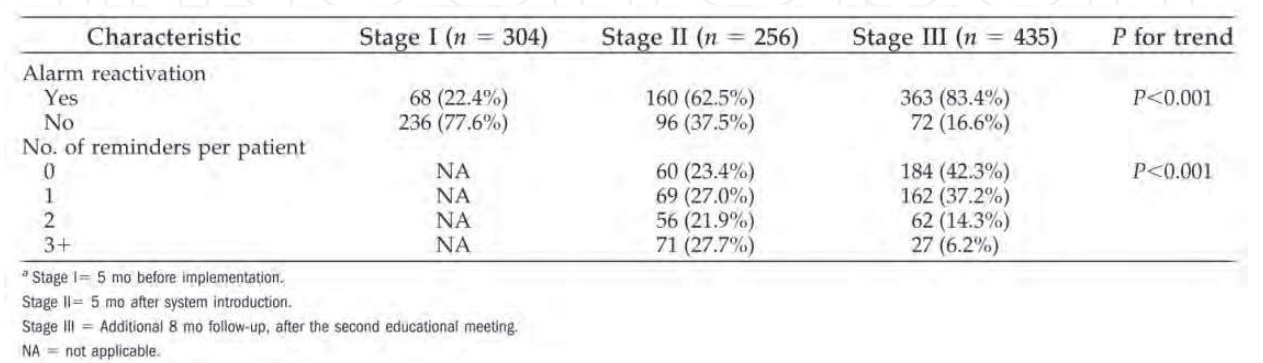 Characteristic Stage I (n = 304) Stage II (n = 256) Stage III (n = 435) P for trend
Alarm reactivation
Yes 68 (22.4%) 160 (62.5%) 363 (83.4%) P<0.001
No 236 (77.6%) 96 (37.5%) 72 (16.6%)
No. of reminders per patient
0 NA 60 (23.4%) 184 (42.3%) P<0.001
1 NA 69 (27.0%) 162 (37.2%)
2 NA 56 (21.9%) 62 (14.3%)
3+ NA 71 (27.7%) 27 (6.2%)
a Stage I= 5 mo before implementation.
Stage II= 5 mo after system introduction.
Stage III = Additional 8 mo follow-up, after the second educational meeting.
NA = not applicable.